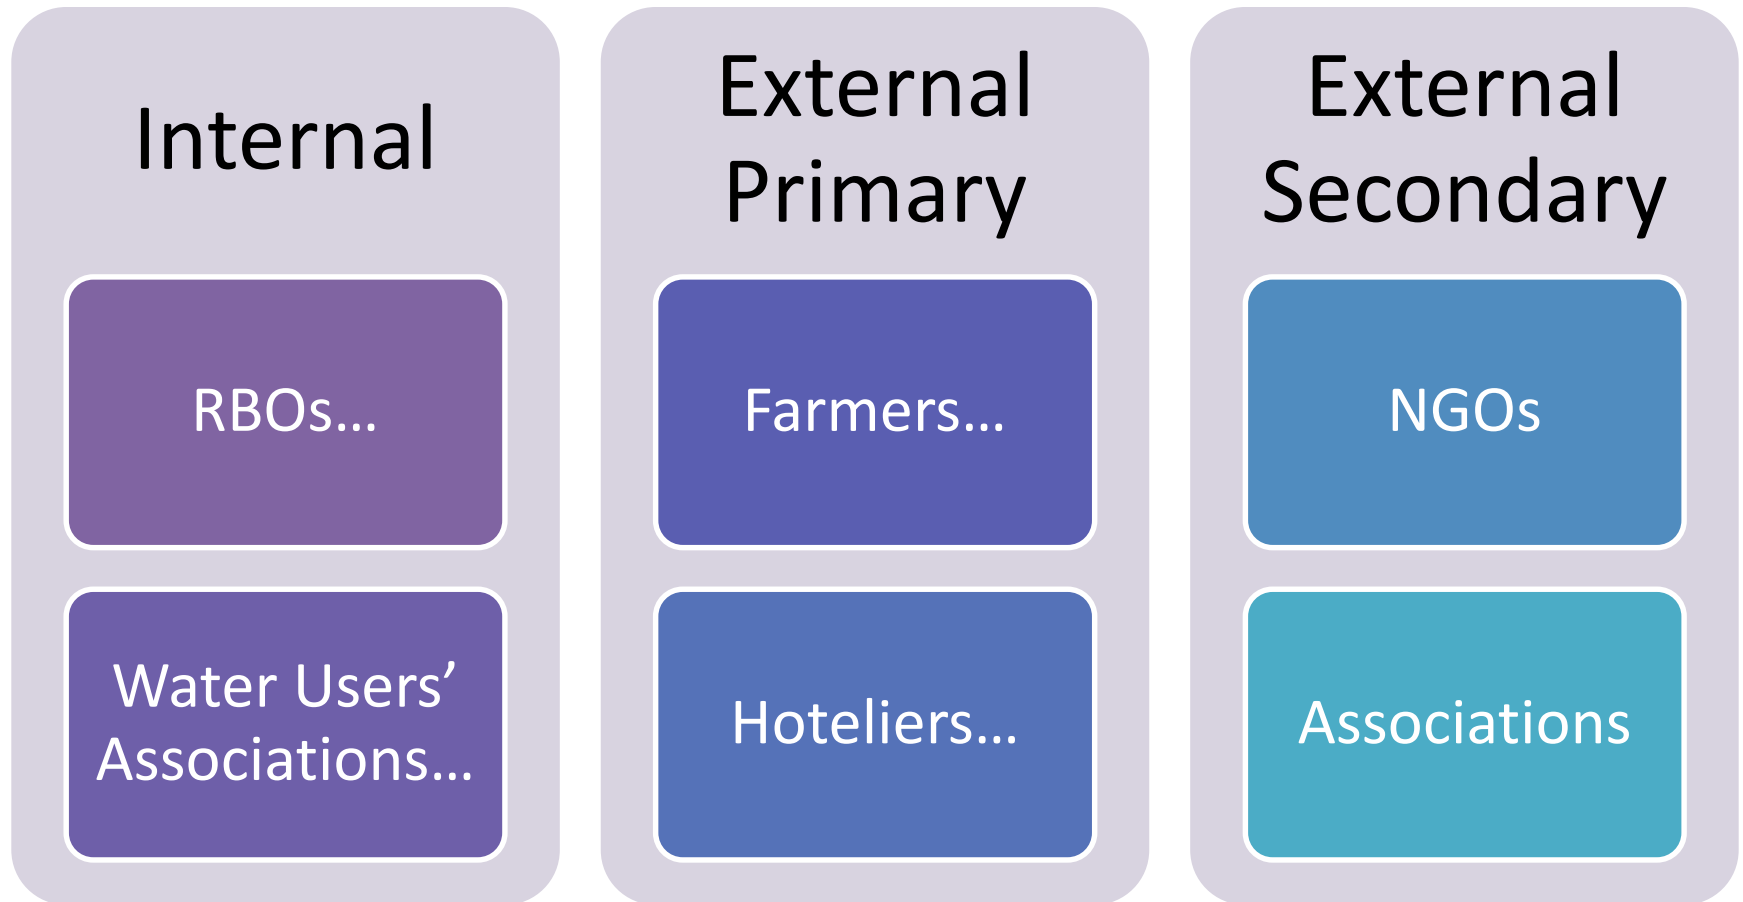 Internal
RBOs…
Water Users’
Associations…
External
Primary
Farmers…
Hoteliers…
External
Secondary
NGOs
Associations